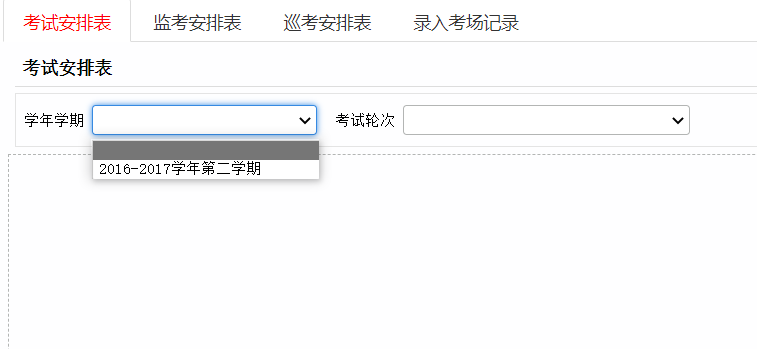 考试安排表 监考安排表 巡考安排表 录入考场记录
考试安排表
学年学期 考试轮次
2016-2017学年第二学期